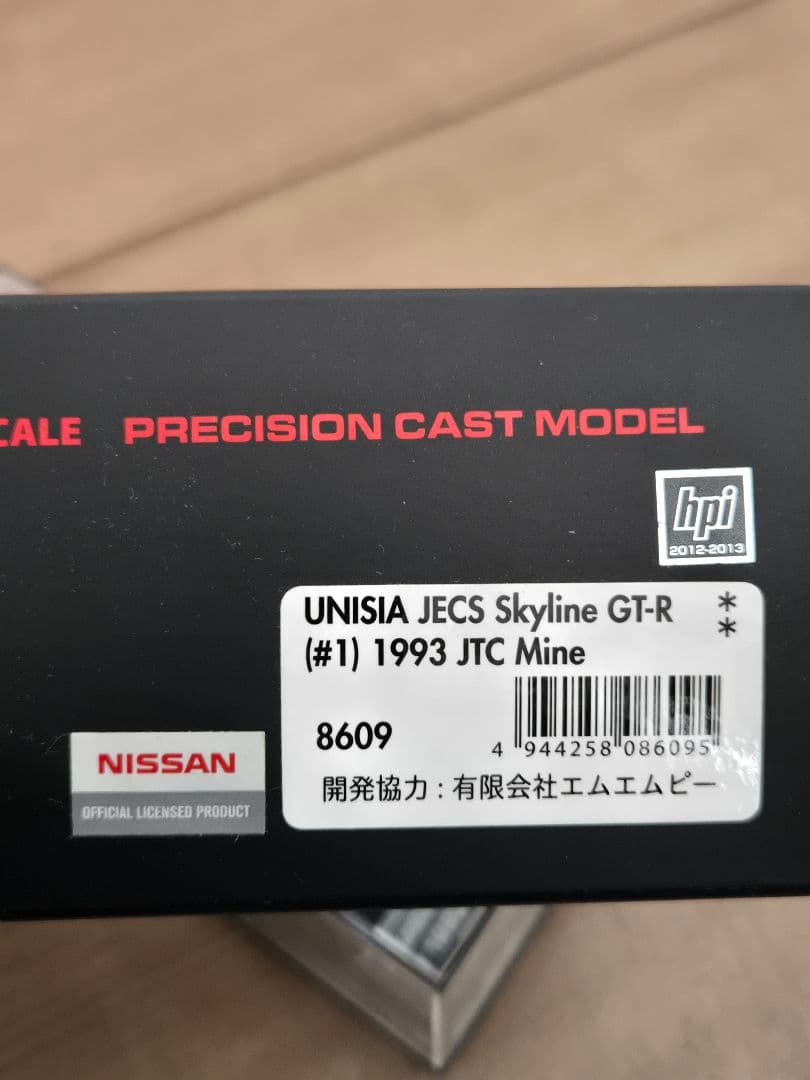 CALE PRECISION CAST MODEL
hpi
2012-2013
UNISIA JECS Skyline GT-R **
(#1) 1993 JTC Mine
8609
4 944258 086095
開発協力 : 有限会社エムエムピー
NISSAN
OFFICIAL LICENSED PRODUCT